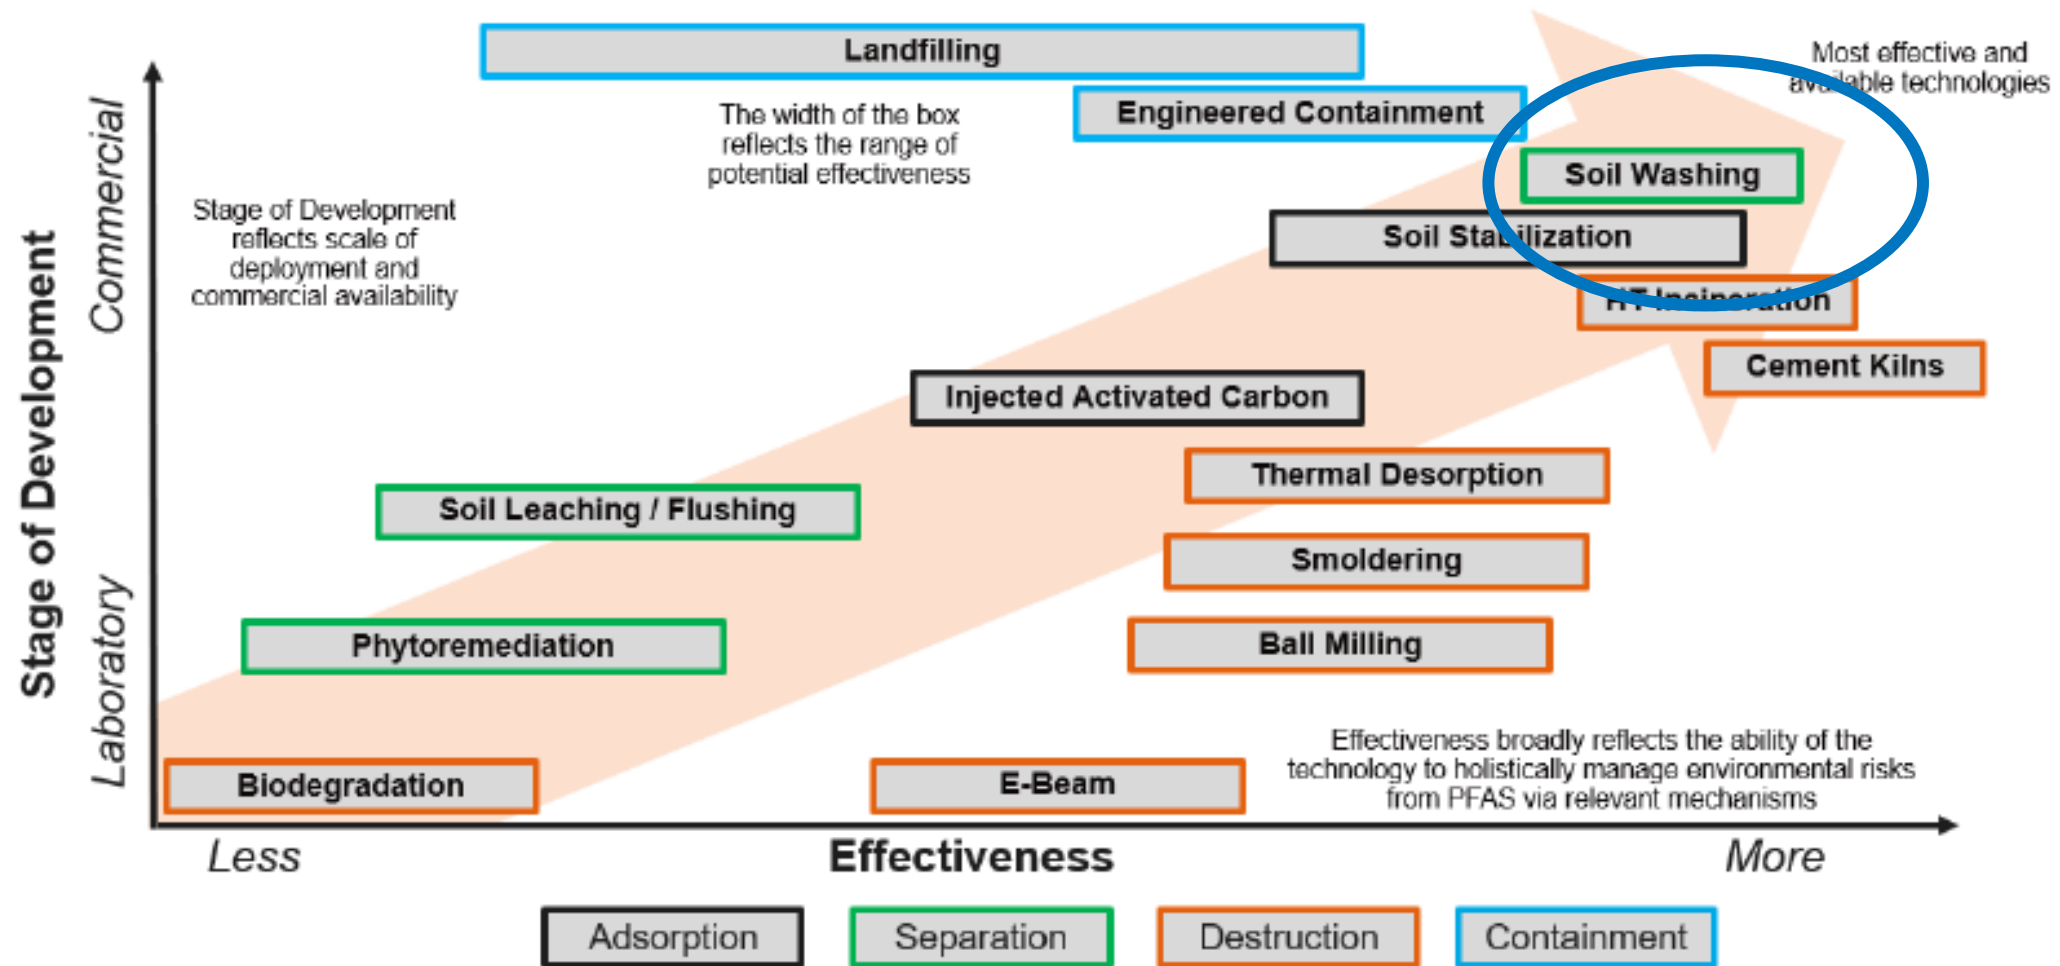 Landfilling
Most effective and
available technologies
Engineered Containment
The width of the box
reflects the range of
potential effectiveness
Soil Washing
Stage of Development
reflects scale of
deployment and
commercial availability
Soil Stabilization
HT Incineration
Cement Kilns
Injected Activated Carbon
Thermal Desorption
Soil Leaching / Flushing
Smoldering
Phytoremediation
Ball Milling
Biodegradation
E-Beam
Effectiveness broadly reflects the ability of the
technology to holistically manage environmental risks
from PFAS via relevant mechanisms
Stage of Development
Commercial
Laboratory
Less
Effectiveness
More
Adsorption
Separation
Destruction
Containment